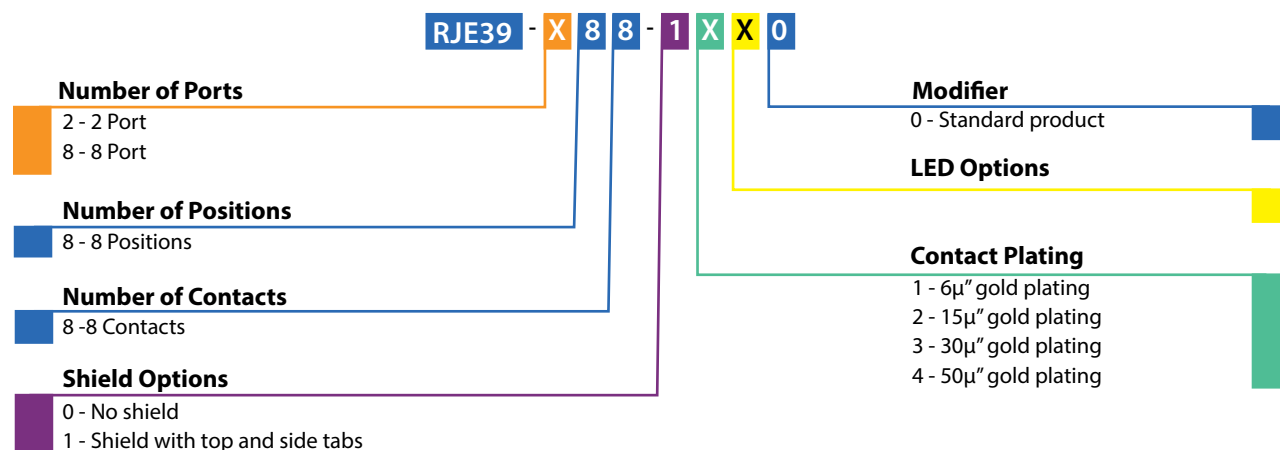 RJE39 - X 8 8 - 1 X X 0
Number of Ports
2 - 2 Port
8 - 8 Port
Number of Positions
8 - 8 Positions
Number of Contacts
8 -8 Contacts
Shield Options
0 - No shield
1 - Shield with top and side tabs
Modifier
0 - Standard product
LED Options
Contact Plating
1 - 6µ” gold plating
2 - 15µ” gold plating
3 - 30µ” gold plating
4 - 50µ” gold plating